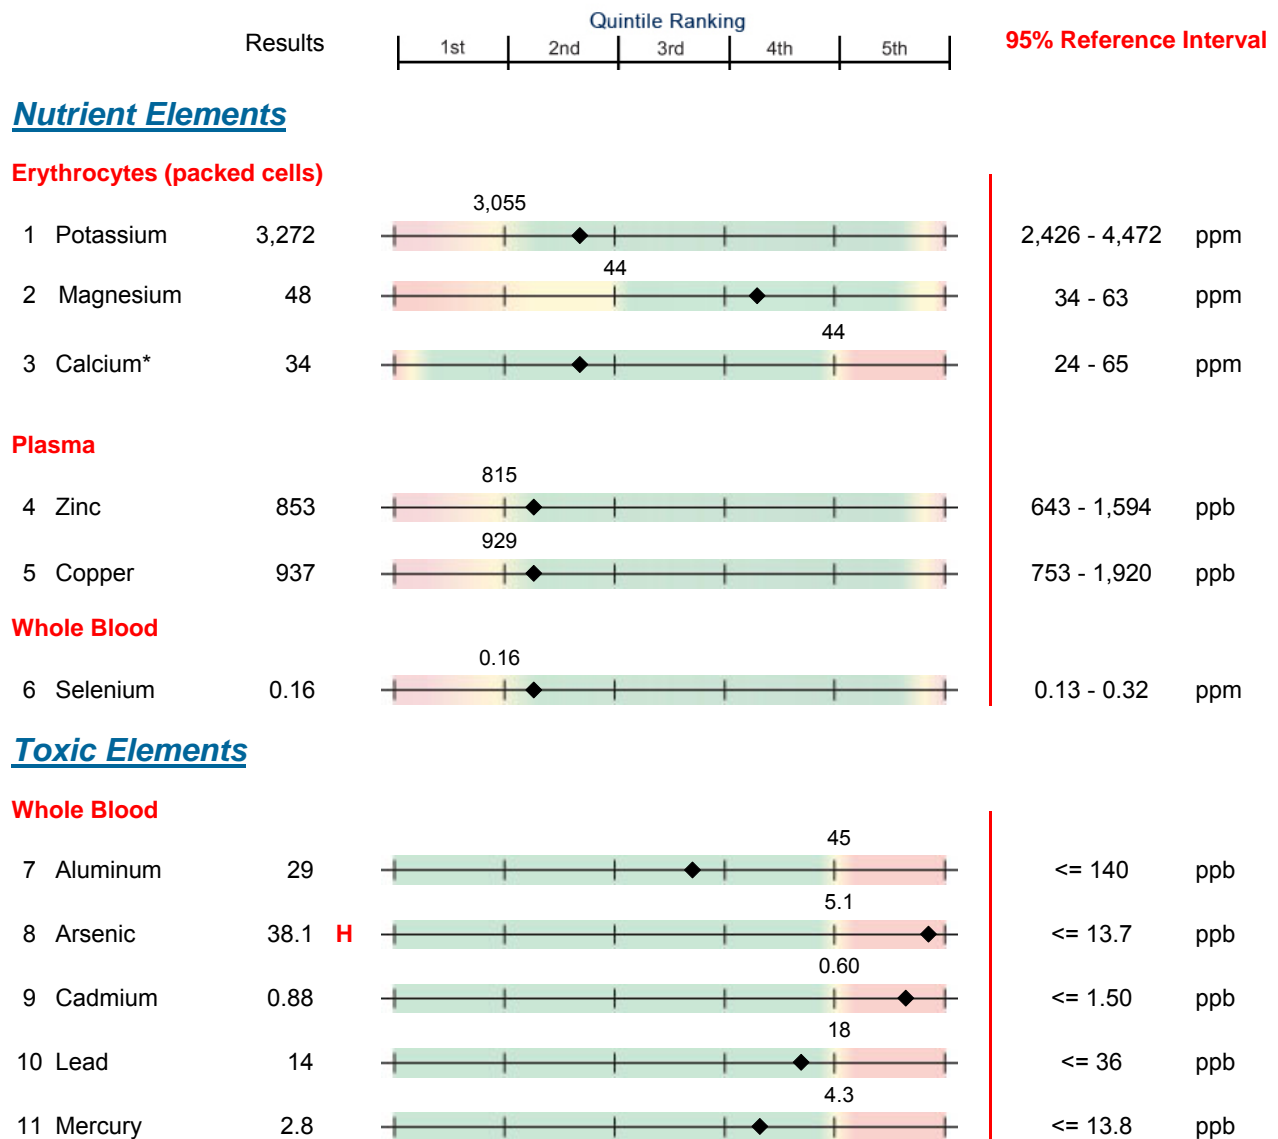 Quintile Ranking
Results 1st 2nd 3rd 4th 5th 95% Reference Interval
Nutrient Elements
Erythrocytes (packed cells)
3,055
1 Potassium 3,272 2,426 - 4,472 ppm
44
2 Magnesium 48 34 - 63 ppm
44
3 Calcium* 34 24 - 65 ppm
Plasma
815
4 Zinc 853 643 - 1,594 ppb
929
5 Copper 937 753 - 1,920 ppb
Whole Blood
0.16
6 Selenium 0.16 0.13 - 0.32 ppm
Toxic Elements
Whole Blood
45
7 Aluminum 29 <= 140 ppb
5.1
8 Arsenic 38.1 H <= 13.7 ppb
0.60
9 Cadmium 0.88 <= 1.50 ppb
18
10 Lead 14 <= 36 ppb
4.3
11 Mercury 2.8 <= 13.8 ppb